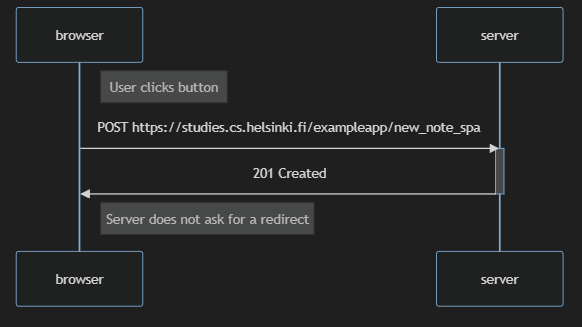 browser
server
User clicks button
POST https://studies.cs.helsinki.fi/exampleapp/new_note_spa
201 Created
Server does not ask for a redirect
browser
server